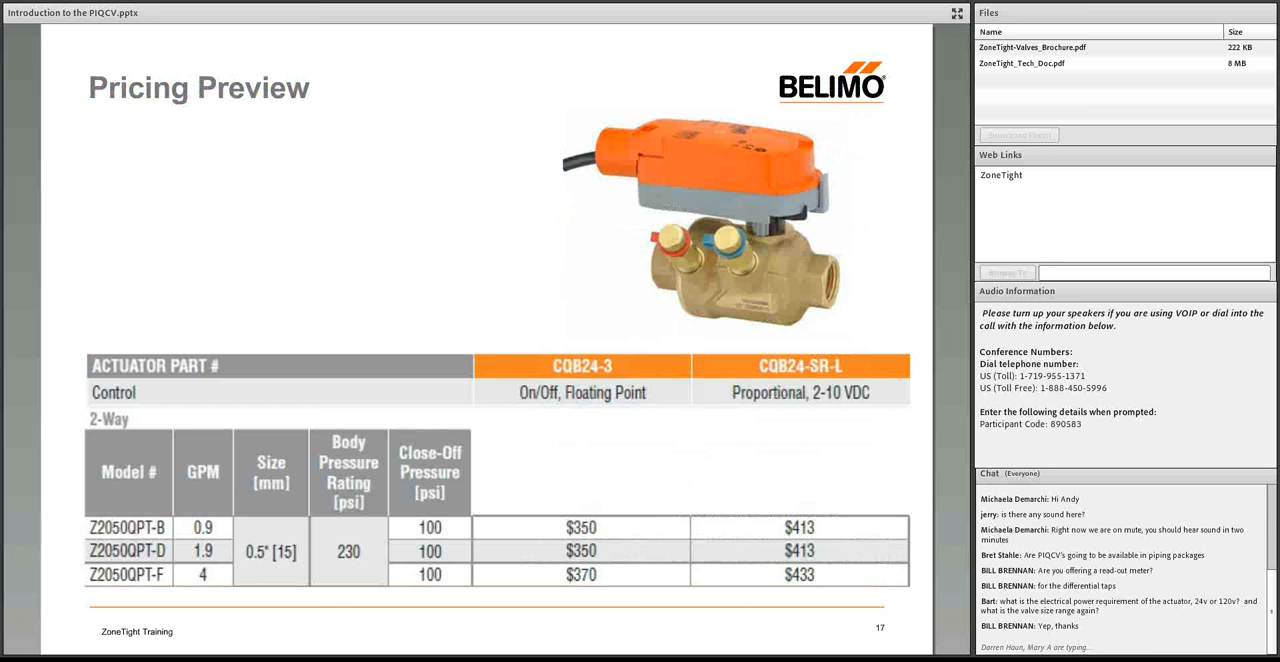 Introduction to the PIQCV.pptx
Pricing Preview
BELIMO®
ACTUATOR PART # CQB24-3 CQB24-SR-L
Control On/Off, Floating Point Proportional, 2-10 VDC
2-Way
Model # GPM Size [mm] Body Pressure Rating [psi] Close-Off Pressure [psi]
Z2050QPT-B 0.9 0.5" [15] 230 100 $350 $413
Z2050QPT-D 1.9 100 $350 $413
Z2050QPT-F 4 100 $370 $433
ZoneTight Training
17
Files
Name Size
ZoneTight-Valves_Brochure.pdf 222 KB
ZoneTight_Tech_Doc.pdf 8 MB
Download File(s)
Web Links
ZoneTight
Browse To
Audio Information
Please turn up your speakers if you are using VOIP or dial into the
call with the information below.
Conference Numbers:
Dial telephone number:
US (Toll): 1-719-955-1371
US (Toll Free): 1-888-450-5996
Enter the following details when prompted:
Participant Code: 890583
Chat (Everyone)
Michaela Demarchi: Hi Andy
jerry: is there any sound here?
Michaela Demarchi: Right now we are on mute, you should hear sound in two
minutes
Bret Stahle: Are PIQCV's going to be available in piping packages
BILL BRENNAN: Are you offering a read-out meter?
BILL BRENNAN: for the differential taps
Bart: what is the electrical power requirement of the actuator, 24v or 120v? and
what is the valve size range again?
BILL BRENNAN: Yep, thanks
Darren Haun, Mary A are typing...